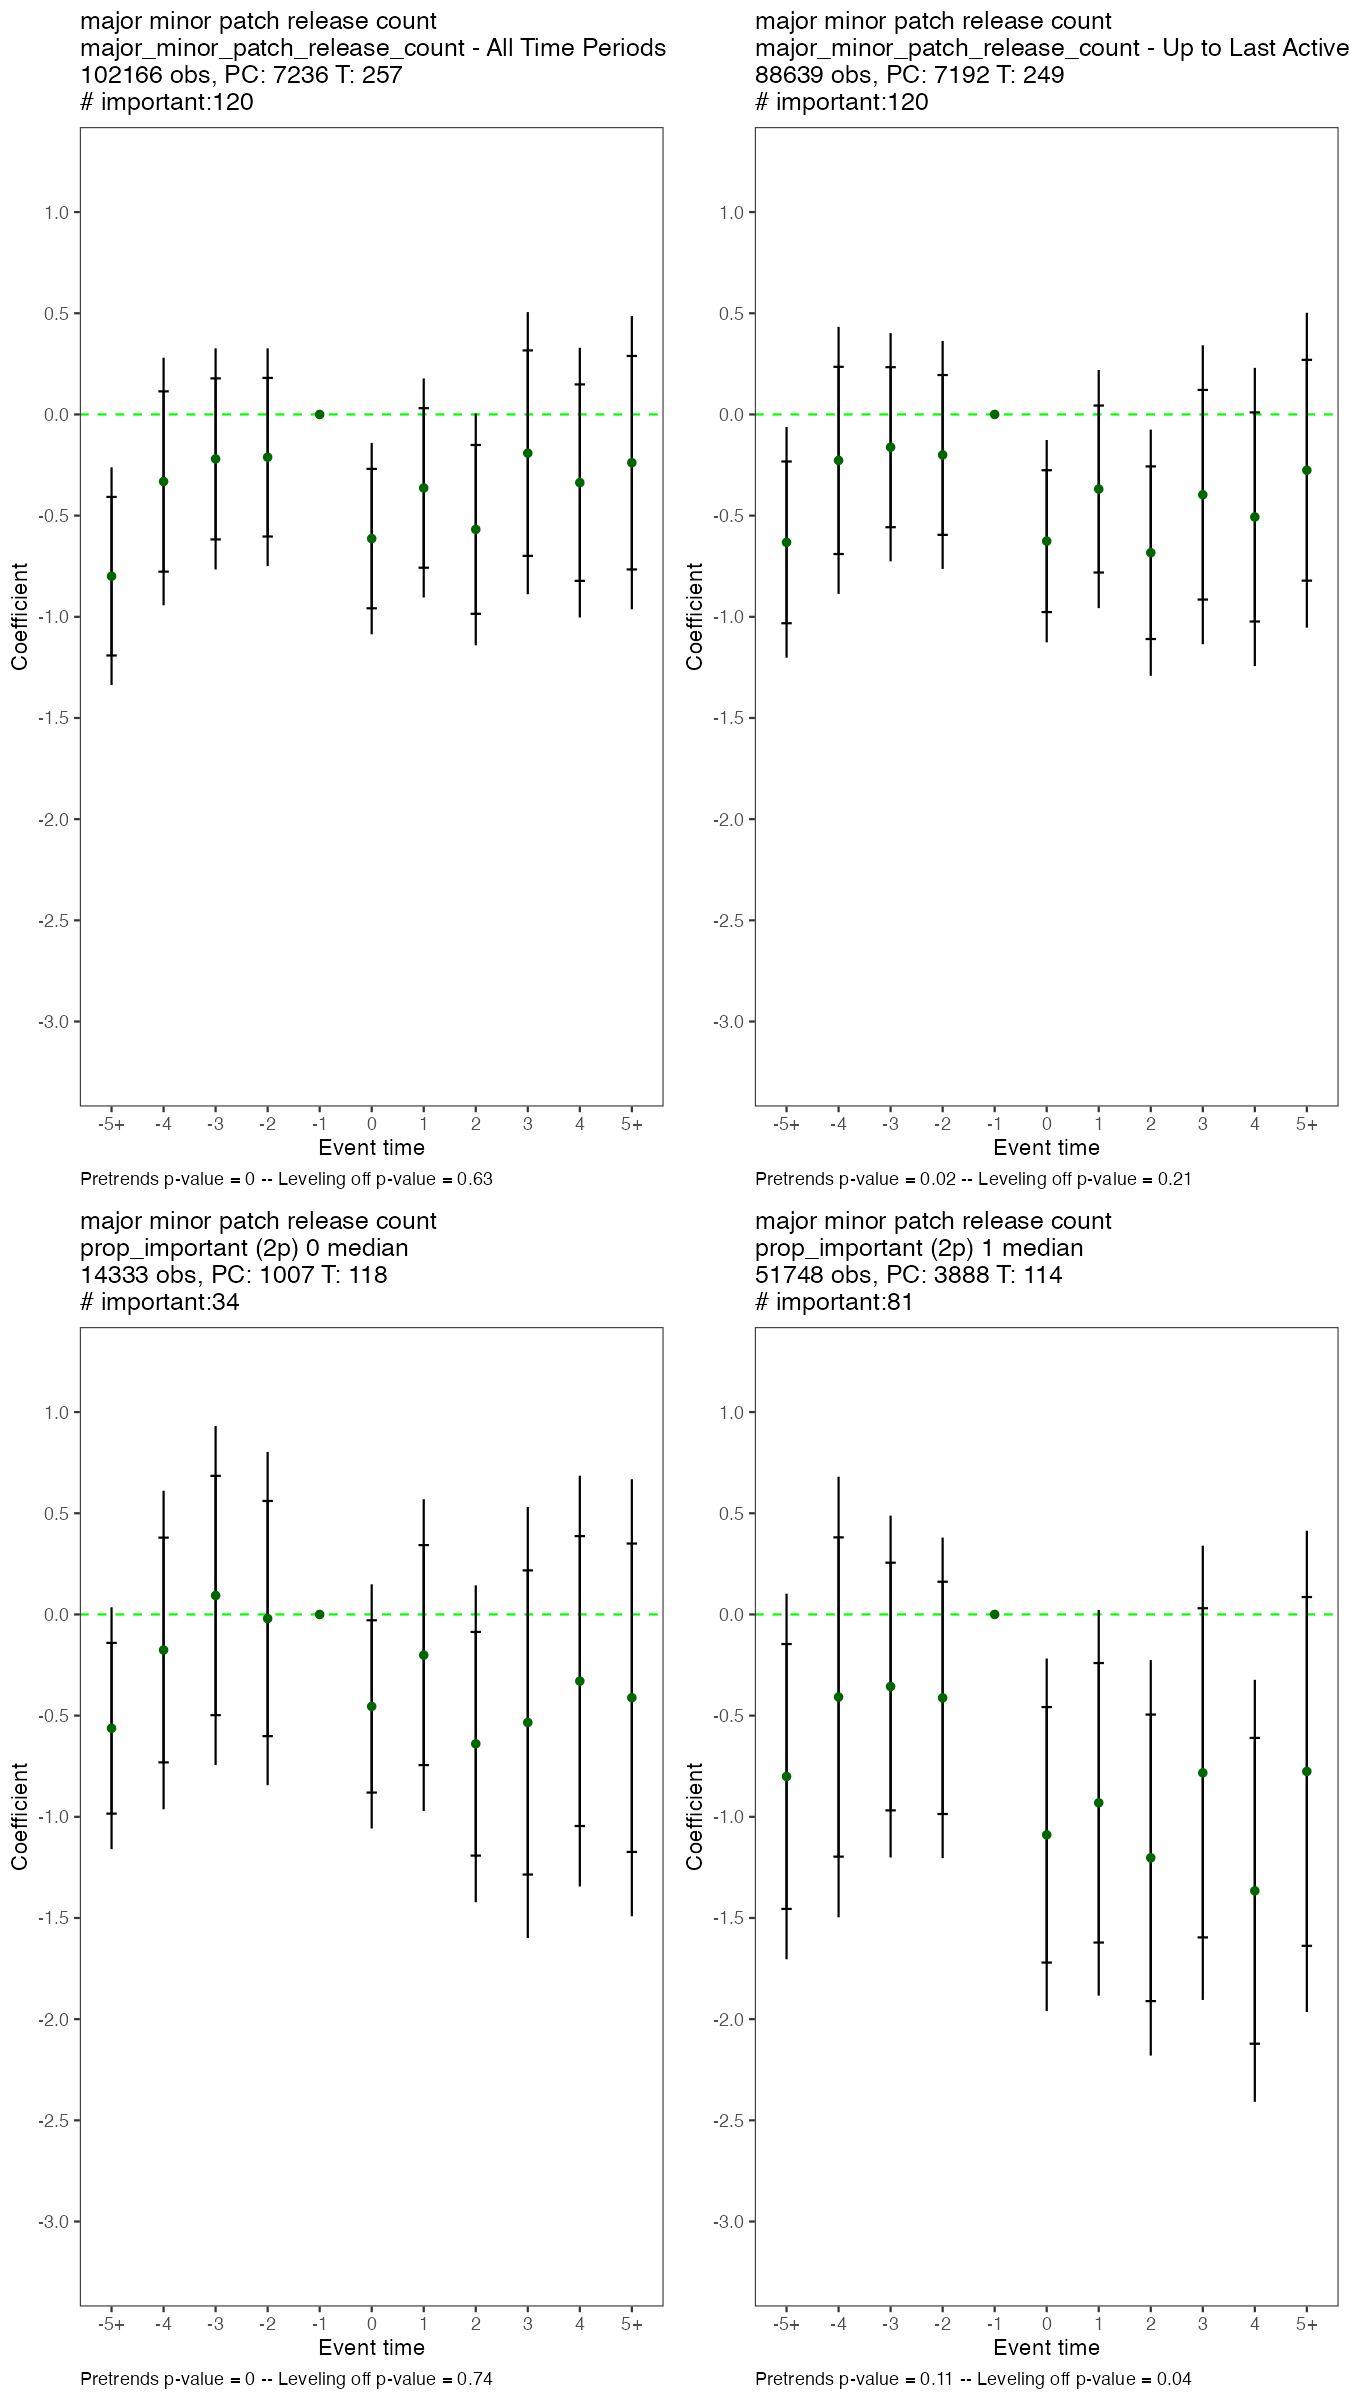 major minor patch release count
major_minor_patch_release_count - All Time Periods
102166 obs, PC: 7236 T: 257
# important:120
1.0
0.5
0.0
-0.5
-1.0
-1.5
-2.0
-2.5
-3.0
Coefficient
-5+ -4 -3 -2 -1 0 1 2 3 4 5+
Event time
Pretrends p-value = 0 -- Leveling off p-value = 0.63
major minor patch release count
major_minor_patch_release_count - Up to Last Active
88639 obs, PC: 7192 T: 249
# important:120
1.0
0.5
0.0
-0.5
-1.0
-1.5
-2.0
-2.5
-3.0
Coefficient
-5+ -4 -3 -2 -1 0 1 2 3 4 5+
Event time
Pretrends p-value = 0.02 -- Leveling off p-value = 0.21
major minor patch release count
prop_important (2p) 0 median
14333 obs, PC: 1007 T: 118
# important:34
1.0
0.5
0.0
-0.5
-1.0
-1.5
-2.0
-2.5
-3.0
Coefficient
-5+ -4 -3 -2 -1 0 1 2 3 4 5+
Event time
Pretrends p-value = 0 -- Leveling off p-value = 0.74
major minor patch release count
prop_important (2p) 1 median
51748 obs, PC: 3888 T: 114
# important:81
1.0
0.5
0.0
-0.5
-1.0
-1.5
-2.0
-2.5
-3.0
Coefficient
-5+ -4 -3 -2 -1 0 1 2 3 4 5+
Event time
Pretrends p-value = 0.11 -- Leveling off p-value = 0.04